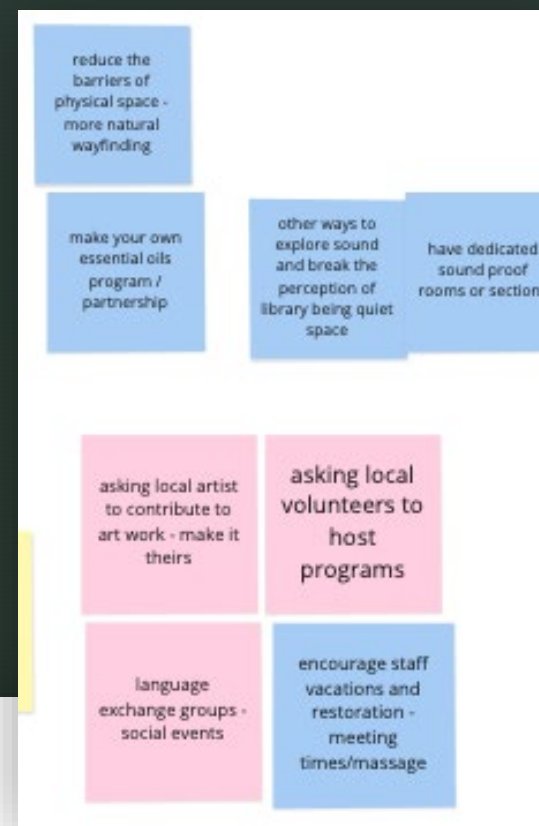 reduce the
barriers of
physical space -
more natural
wayfinding
make your own
essential oils
program /
partnership
other ways to
explore sound
and break the
perception of
library being quiet
space
have dedicated
sound proof
rooms or section
asking local artist
to contribute to
art work - make it
theirs
asking local
volunteers to
host
programs
language
exchange groups -
social events
encourage staff
vacations and
restoration -
meeting
times/massage